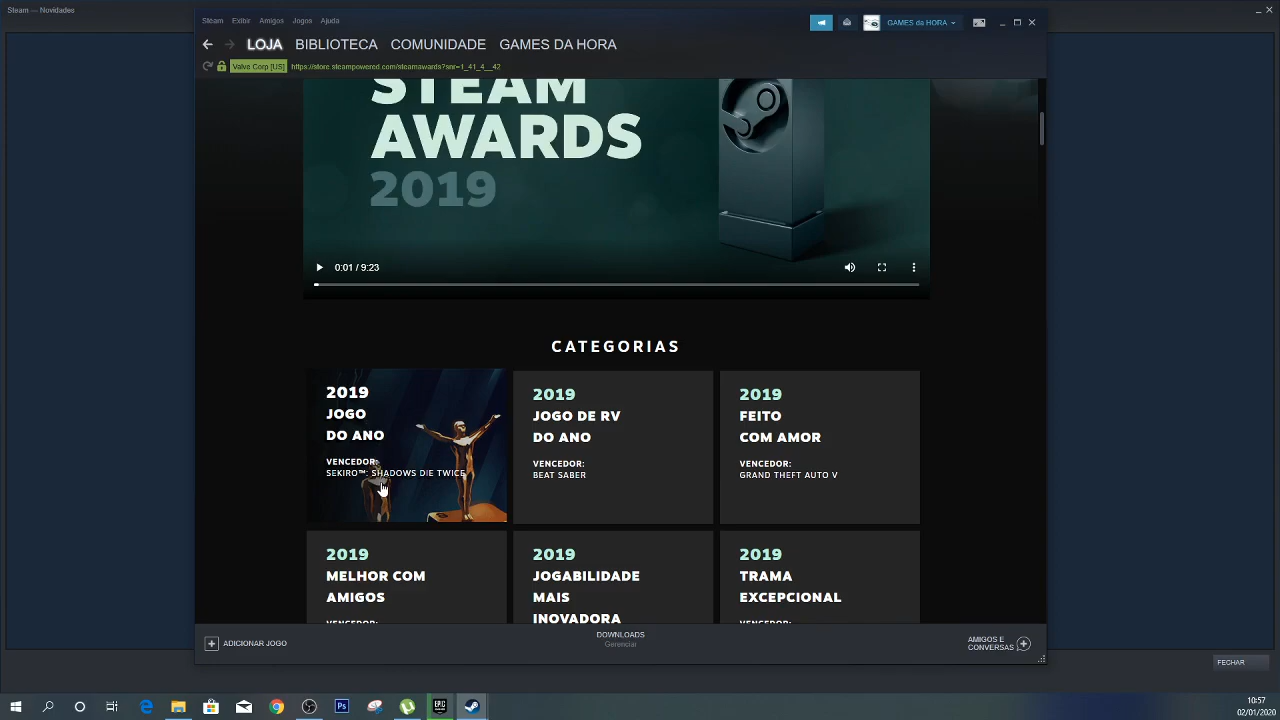 Steam — Novidades
Steam Exibir Amigos Jogos Ajuda
GAMES da HORA
LOJA BIBLIOTECA COMUNIDADE GAMES DA HORA
Valve Corp [US] https://store.steampowered.com/steamawards?snr=1_41_4__42
STEAM
AWARDS
2019
0:01 / 9:23
CATEGORIAS
2019
JOGO
DO ANO
VENCEDOR:
SEKIRO™: SHADOWS DIE TWICE
2019
JOGO DE RV
DO ANO
VENCEDOR:
BEAT SABER
2019
FEITO
COM AMOR
VENCEDOR:
GRAND THEFT AUTO V
2019
MELHOR COM
AMIGOS
VENCEDOR:
2019
JOGABILIDADE
MAIS
INOVADORA
2019
TRAMA
EXCEPCIONAL
VENCEDOR:
ADICIONAR JOGO
DOWNLOADS
Gerenciar
AMIGOS E
CONVERSAS
FECHAR
Ps
EPIC
10:57
02/01/2020